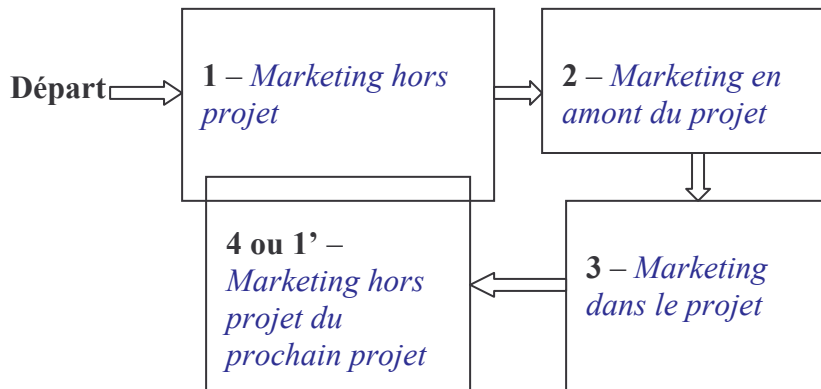 Départ
1 – Marketing hors
projet
2 – Marketing en
amont du projet
4 ou 1’ –
Marketing hors
projet du
prochain projet
3 – Marketing
dans le projet